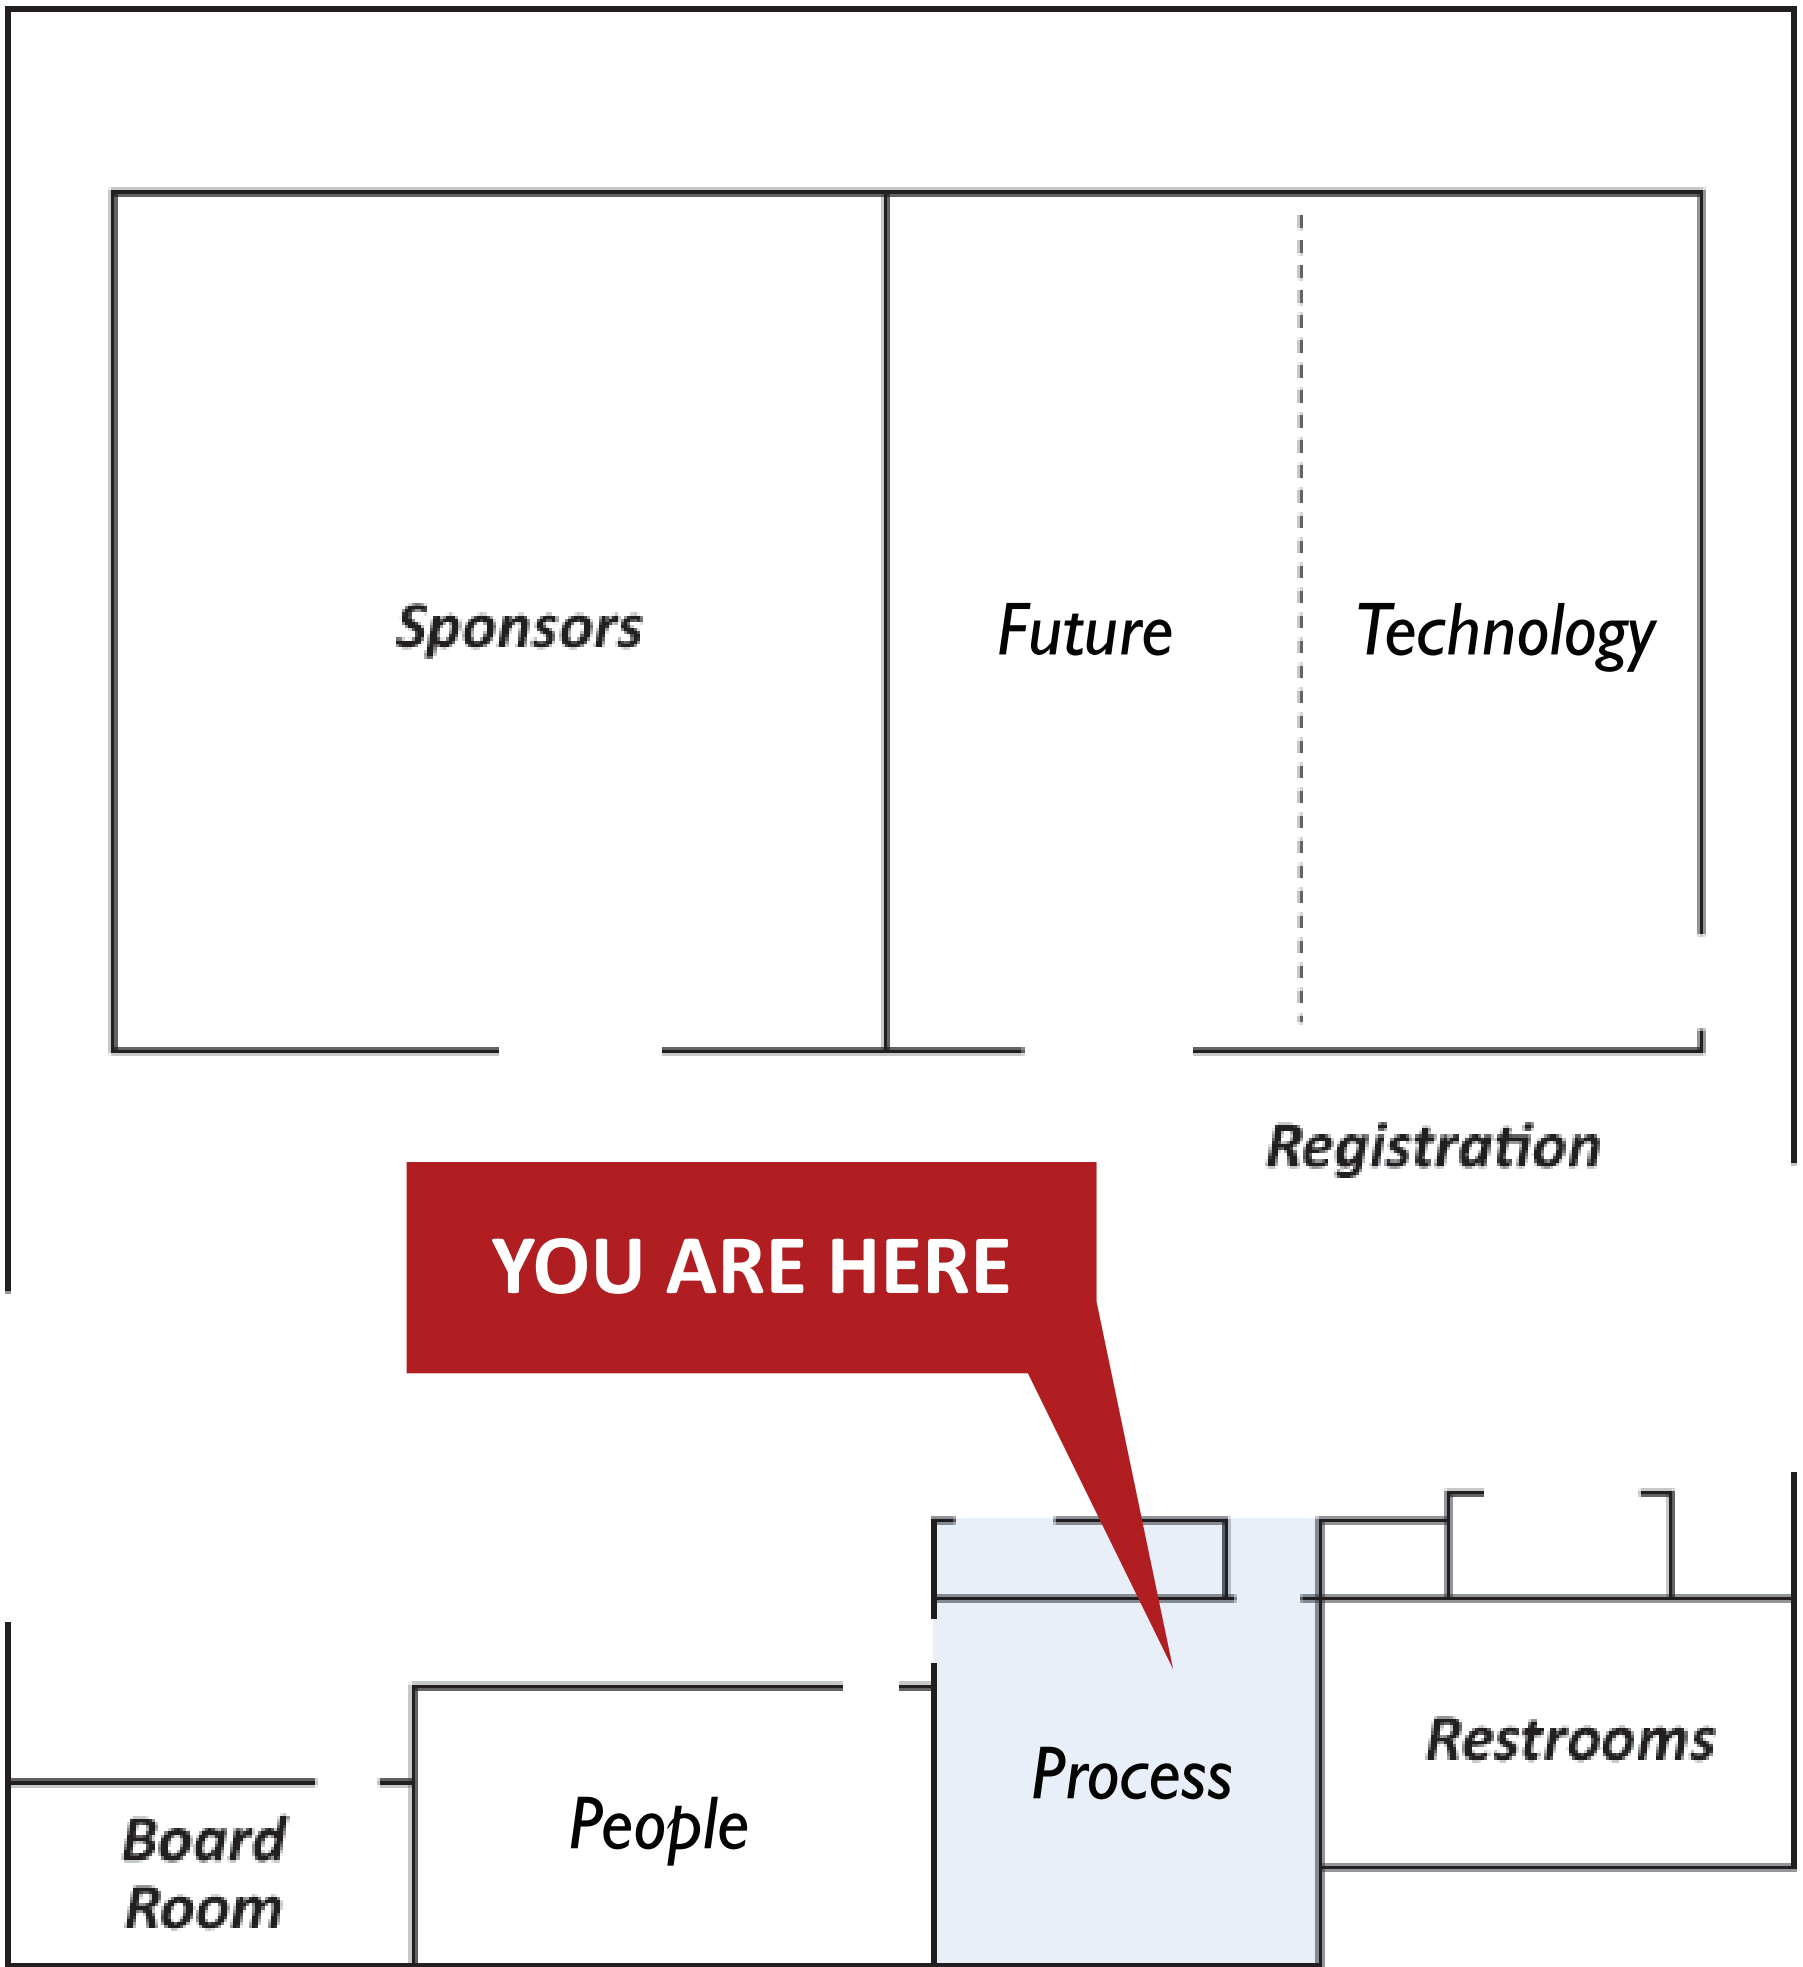 Sponsors
Future
Technology
Registration
YOU ARE HERE
Restrooms
Process
People
Board
Room